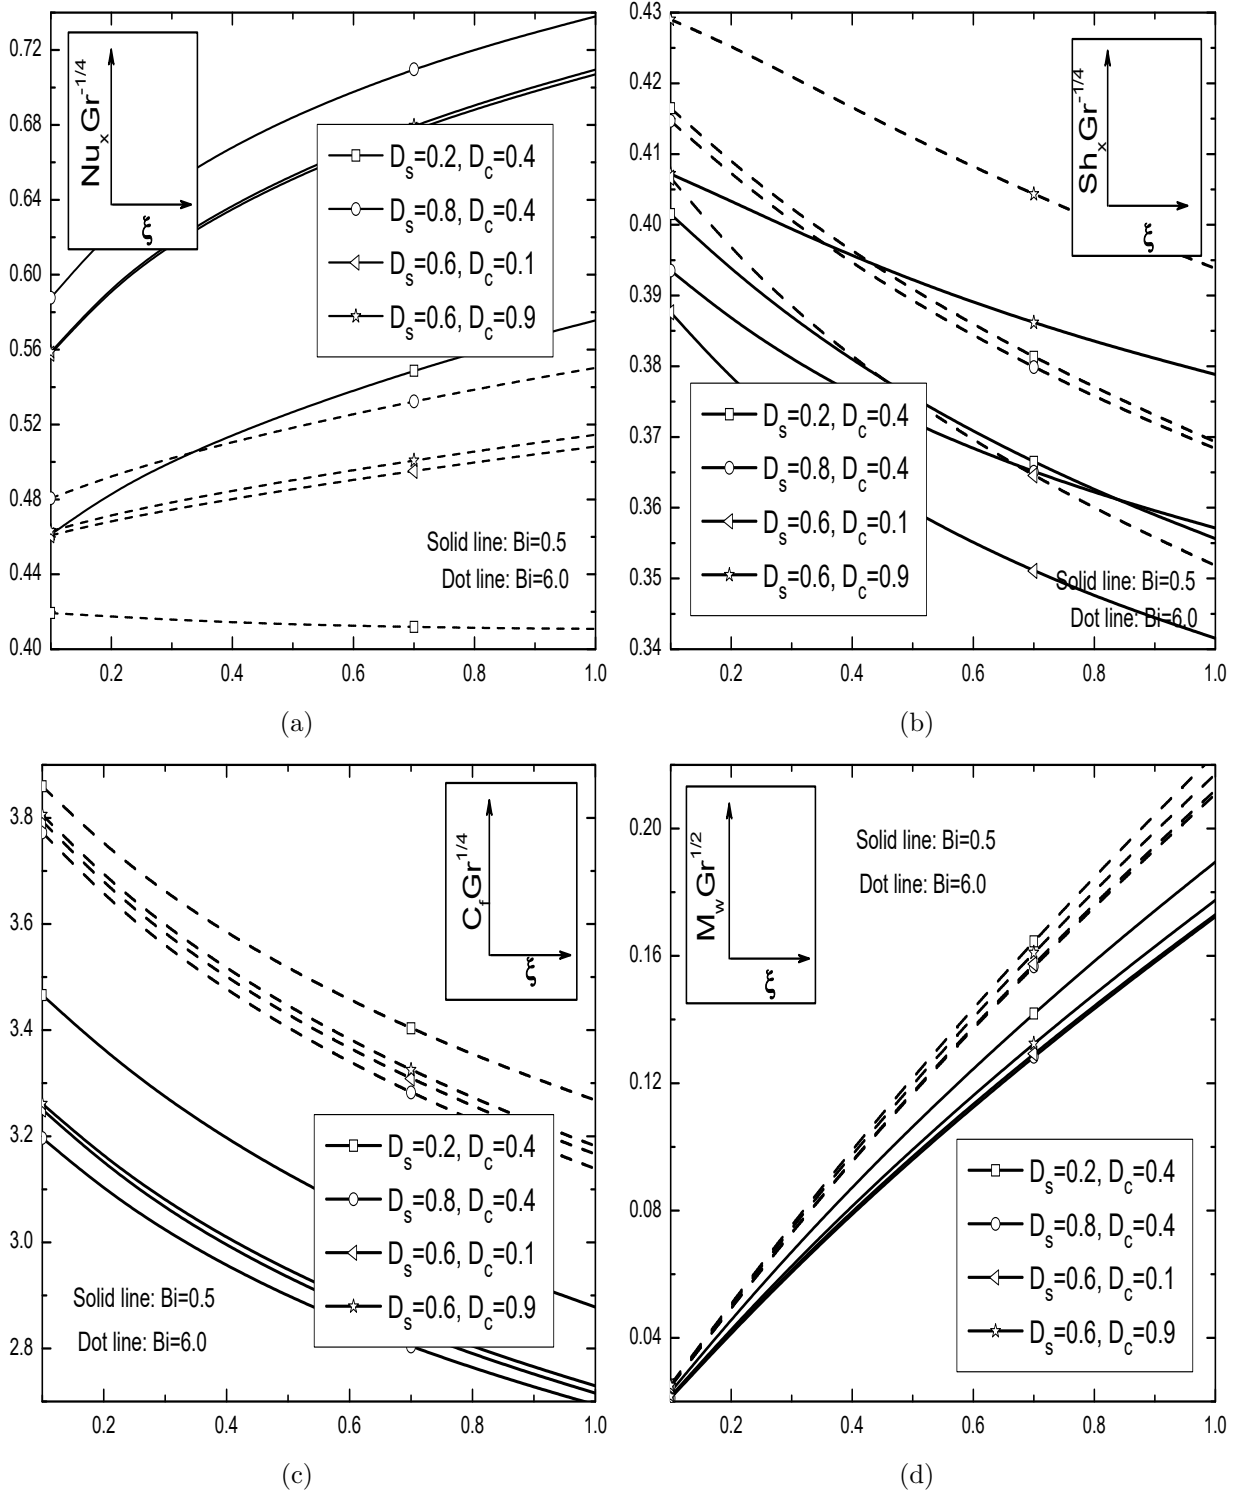 0.72
0.68
0.64
0.60
0.56
0.52
0.48
0.44
0.40
Nu_x Gr^-1/4
ξ
D_s=0.2, D_c=0.4
D_s=0.8, D_c=0.4
D_s=0.6, D_c=0.1
D_s=0.6, D_c=0.9
Solid line: Bi=0.5
Dot line: Bi=6.0
0.2 0.4 0.6 0.8 1.0
(a)
0.43
0.42
0.41
0.40
0.39
0.38
0.37
0.36
0.35
0.34
Sh_x Gr^-1/4
ξ
D_s=0.2, D_c=0.4
D_s=0.8, D_c=0.4
D_s=0.6, D_c=0.1
D_s=0.6, D_c=0.9
Solid line: Bi=0.5
Dot line: Bi=6.0
0.2 0.4 0.6 0.8 1.0
(b)
3.8
3.6
3.4
3.2
3.0
2.8
C_f Gr^1/4
ξ
D_s=0.2, D_c=0.4
D_s=0.8, D_c=0.4
D_s=0.6, D_c=0.1
D_s=0.6, D_c=0.9
Solid line: Bi=0.5
Dot line: Bi=6.0
0.2 0.4 0.6 0.8 1.0
(c)
0.20
0.16
0.12
0.08
0.04
M_w Gr^1/2
ξ
Solid line: Bi=0.5
Dot line: Bi=6.0
D_s=0.2, D_c=0.4
D_s=0.8, D_c=0.4
D_s=0.6, D_c=0.1
D_s=0.6, D_c=0.9
0.2 0.4 0.6 0.8 1.0
(d)